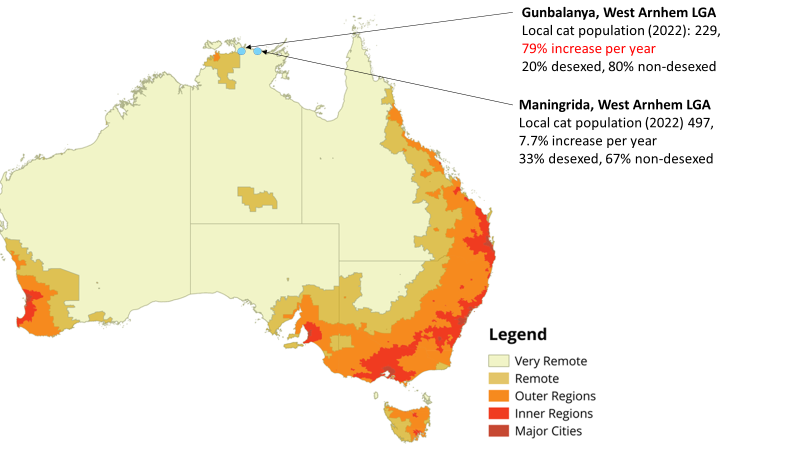 Gunbalanya, West Arnhem LGA
Local cat population (2022): 229,
79% increase per year
20% desexed, 80% non-desexed
Maningrida, West Arnhem LGA
Local cat population (2022) 497,
7.7% increase per year
33% desexed, 67% non-desexed
Legend
Very Remote
Remote
Outer Regions
Inner Regions
Major Cities